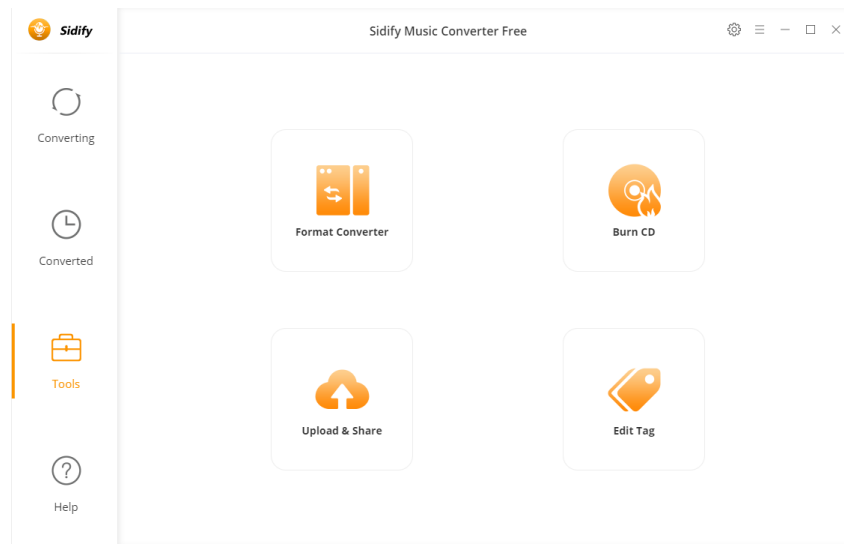 Sidify
Sidify Music Converter Free
Converting
Converted
Tools
Help
Format Converter
Burn CD
Upload & Share
Edit Tag